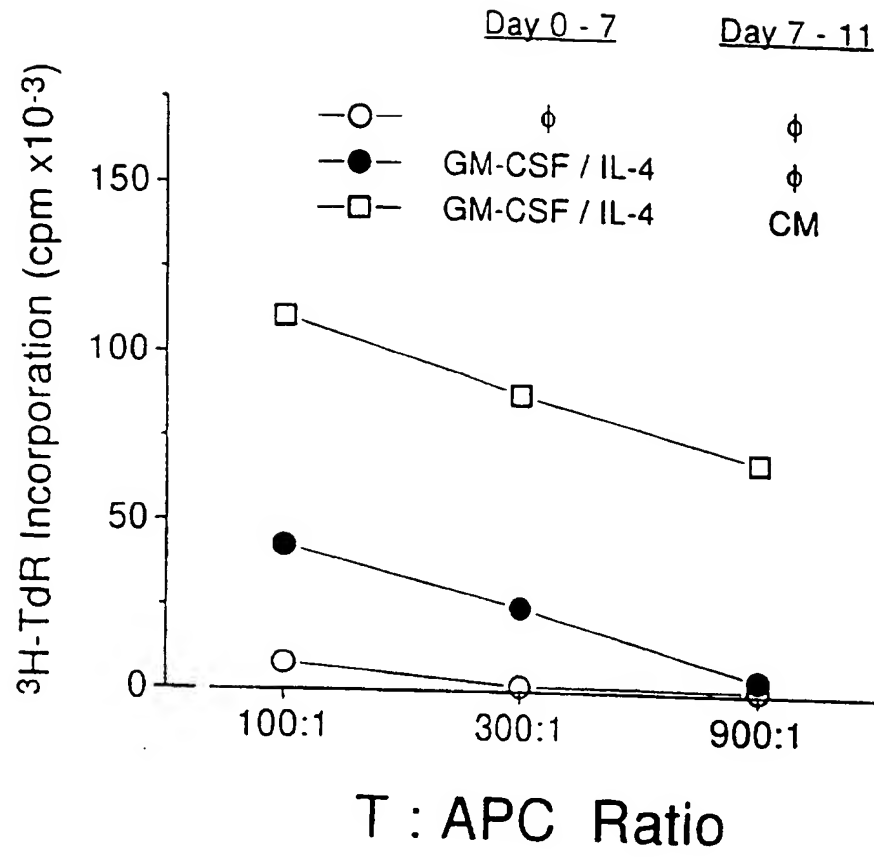 Day 0 - 7 Day 7 - 11
ϕ ϕ
GM-CSF / IL-4 ϕ
GM-CSF / IL-4 CM
³H-TdR Incorporation (cpm x10⁻³)
150
100
50
0
100:1 300:1 900:1
T : APC Ratio